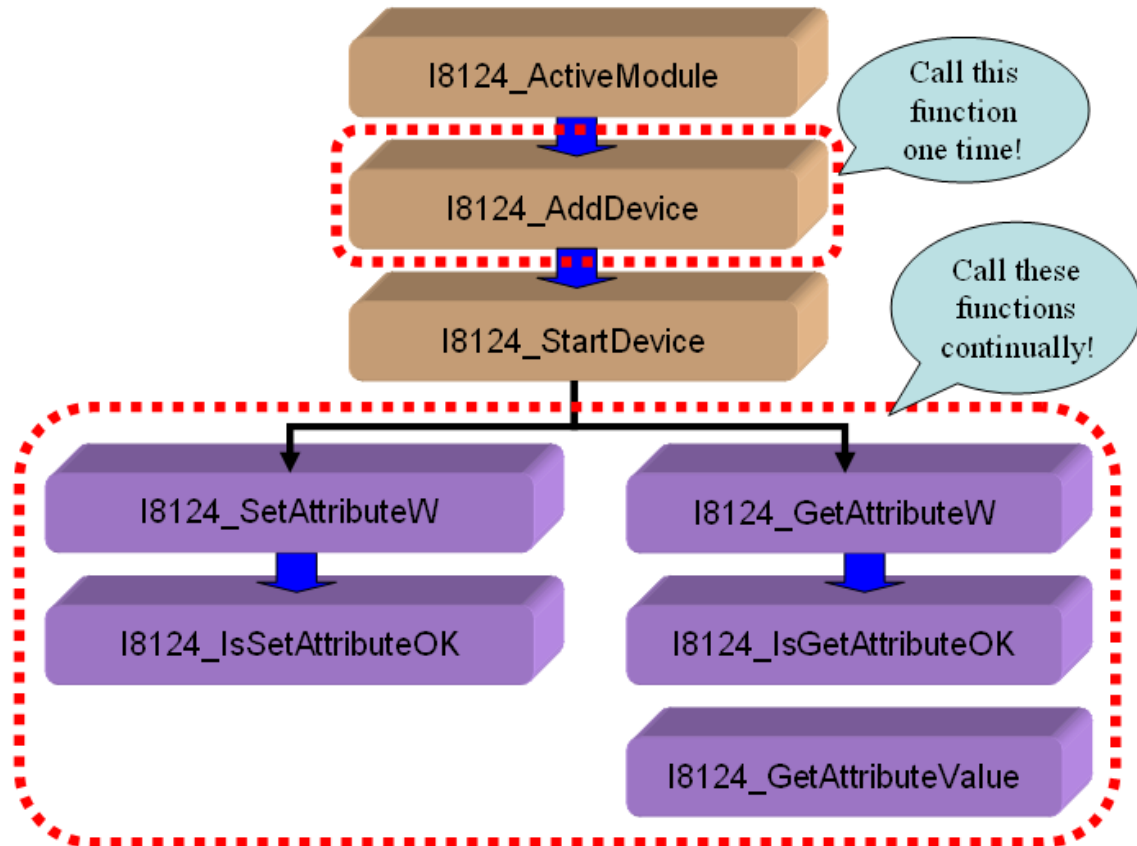 I8124_ActiveModule
Call this
function
one time!
I8124_AddDevice
Call these
functions
continually!
I8124_StartDevice
I8124_SetAttributeW
I8124_GetAttributeW
I8124_IsSetAttributeOK
I8124_IsGetAttributeOK
I8124_GetAttributeValue